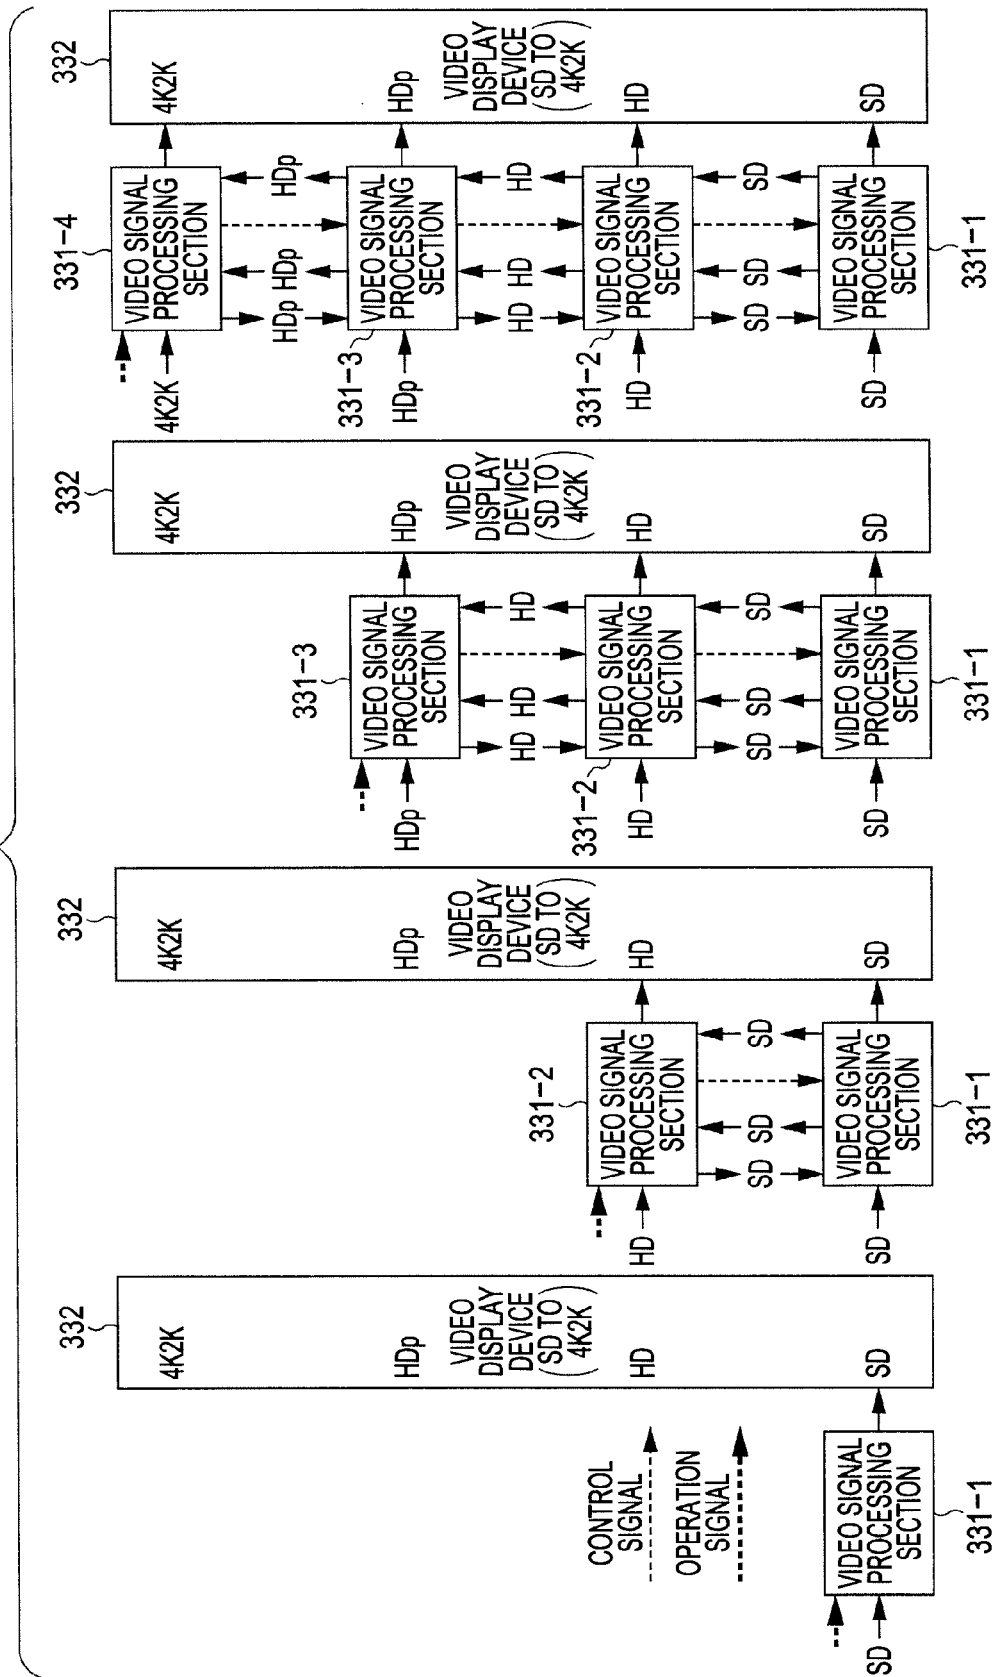 332
4K2K
HDp
VIDEO
DISPLAY
DEVICE
(SD TO
4K2K)
HD
SD
CONTROL
SIGNAL
OPERATION
SIGNAL
VIDEO SIGNAL
PROCESSING
SECTION
SD
331-1
332
4K2K
HDp
VIDEO
DISPLAY
DEVICE
(SD TO
4K2K)
HD
SD
331-2
VIDEO SIGNAL
PROCESSING
SECTION
HD
SD
SD
SD
VIDEO SIGNAL
PROCESSING
SECTION
SD
331-1
332
4K2K
HDp
VIDEO
DISPLAY
DEVICE
(SD TO
4K2K)
HD
SD
331-3
VIDEO SIGNAL
PROCESSING
SECTION
HDp
HD
HD
HD
331-2
VIDEO SIGNAL
PROCESSING
SECTION
HD
SD
SD
SD
VIDEO SIGNAL
PROCESSING
SECTION
SD
331-1
332
4K2K
HDp
VIDEO
DISPLAY
DEVICE
(SD TO
4K2K)
HD
SD
331-4
VIDEO SIGNAL
PROCESSING
SECTION
4K2K
HDp
HDp
HDp
331-3
VIDEO SIGNAL
PROCESSING
SECTION
HDp
HD
HD
HD
331-2
VIDEO SIGNAL
PROCESSING
SECTION
HD
SD
SD
SD
VIDEO SIGNAL
PROCESSING
SECTION
SD
331-1